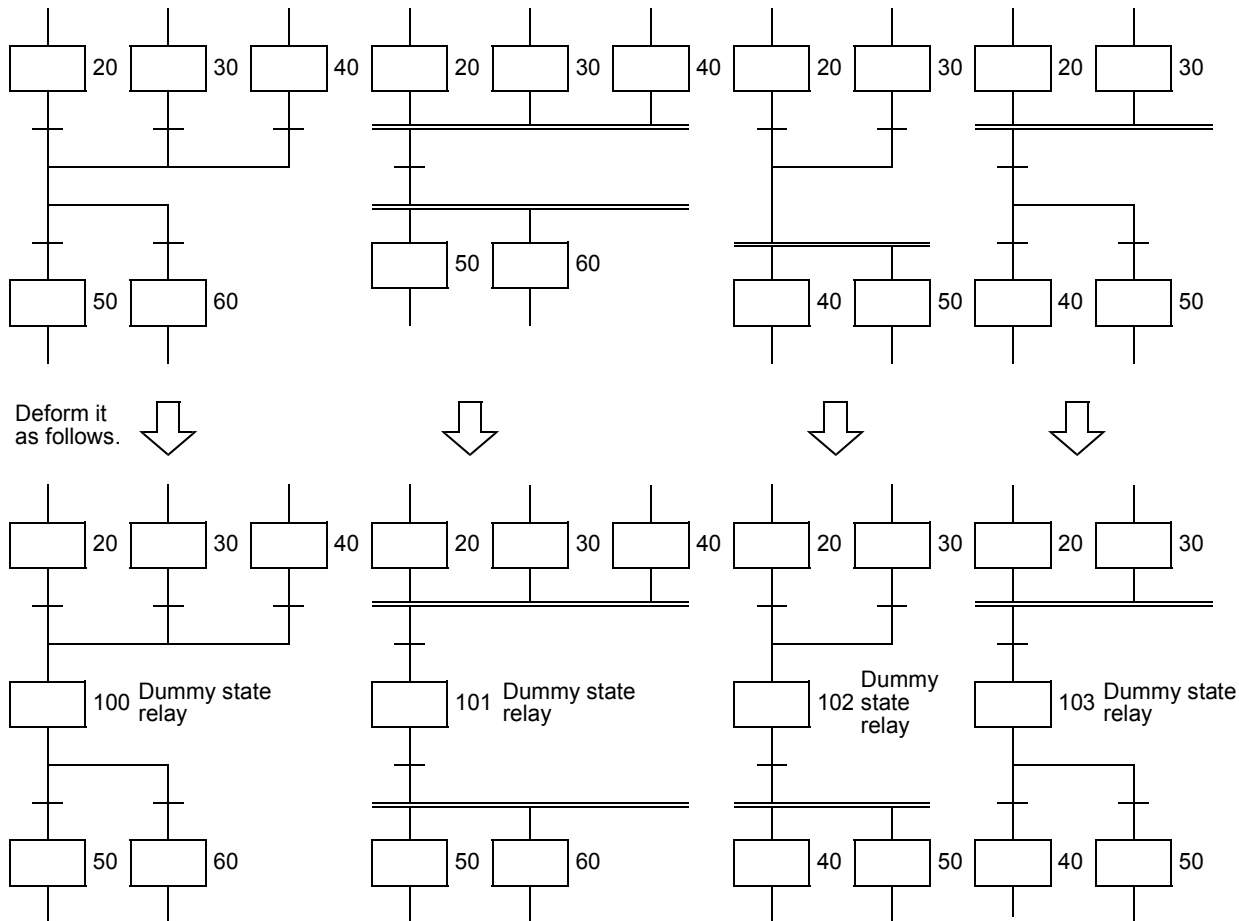 20 30 40 20 30 40 20 30 20 30
50 60
50 60 40 50 40 50
Deform it
as follows.
20 30 40 20 30 40 20 30 20 30
100 Dummy state
relay
101 Dummy state
relay
102 Dummy
state
relay
103 Dummy state
relay
50 60 50 60 40 50 40 50